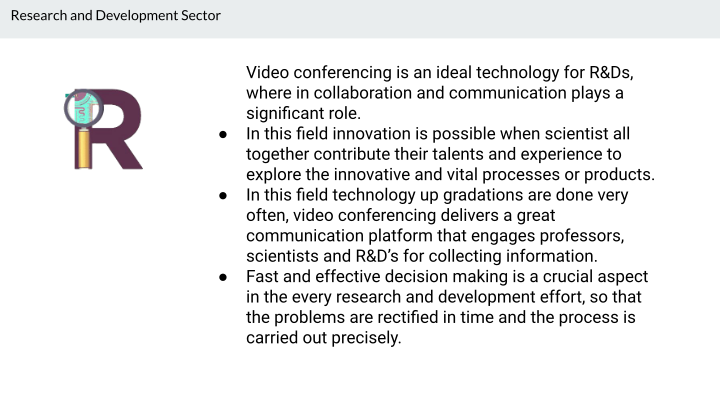 Research and Development Sector
R
Video conferencing is an ideal technology for R&Ds,
where in collaboration and communication plays a
significant role.
● In this field innovation is possible when scientist all
together contribute their talents and experience to
explore the innovative and vital processes or products.
● In this field technology up gradations are done very
often, video conferencing delivers a great
communication platform that engages professors,
scientists and R&D’s for collecting information.
● Fast and effective decision making is a crucial aspect
in the every research and development effort, so that
the problems are rectified in time and the process is
carried out precisely.